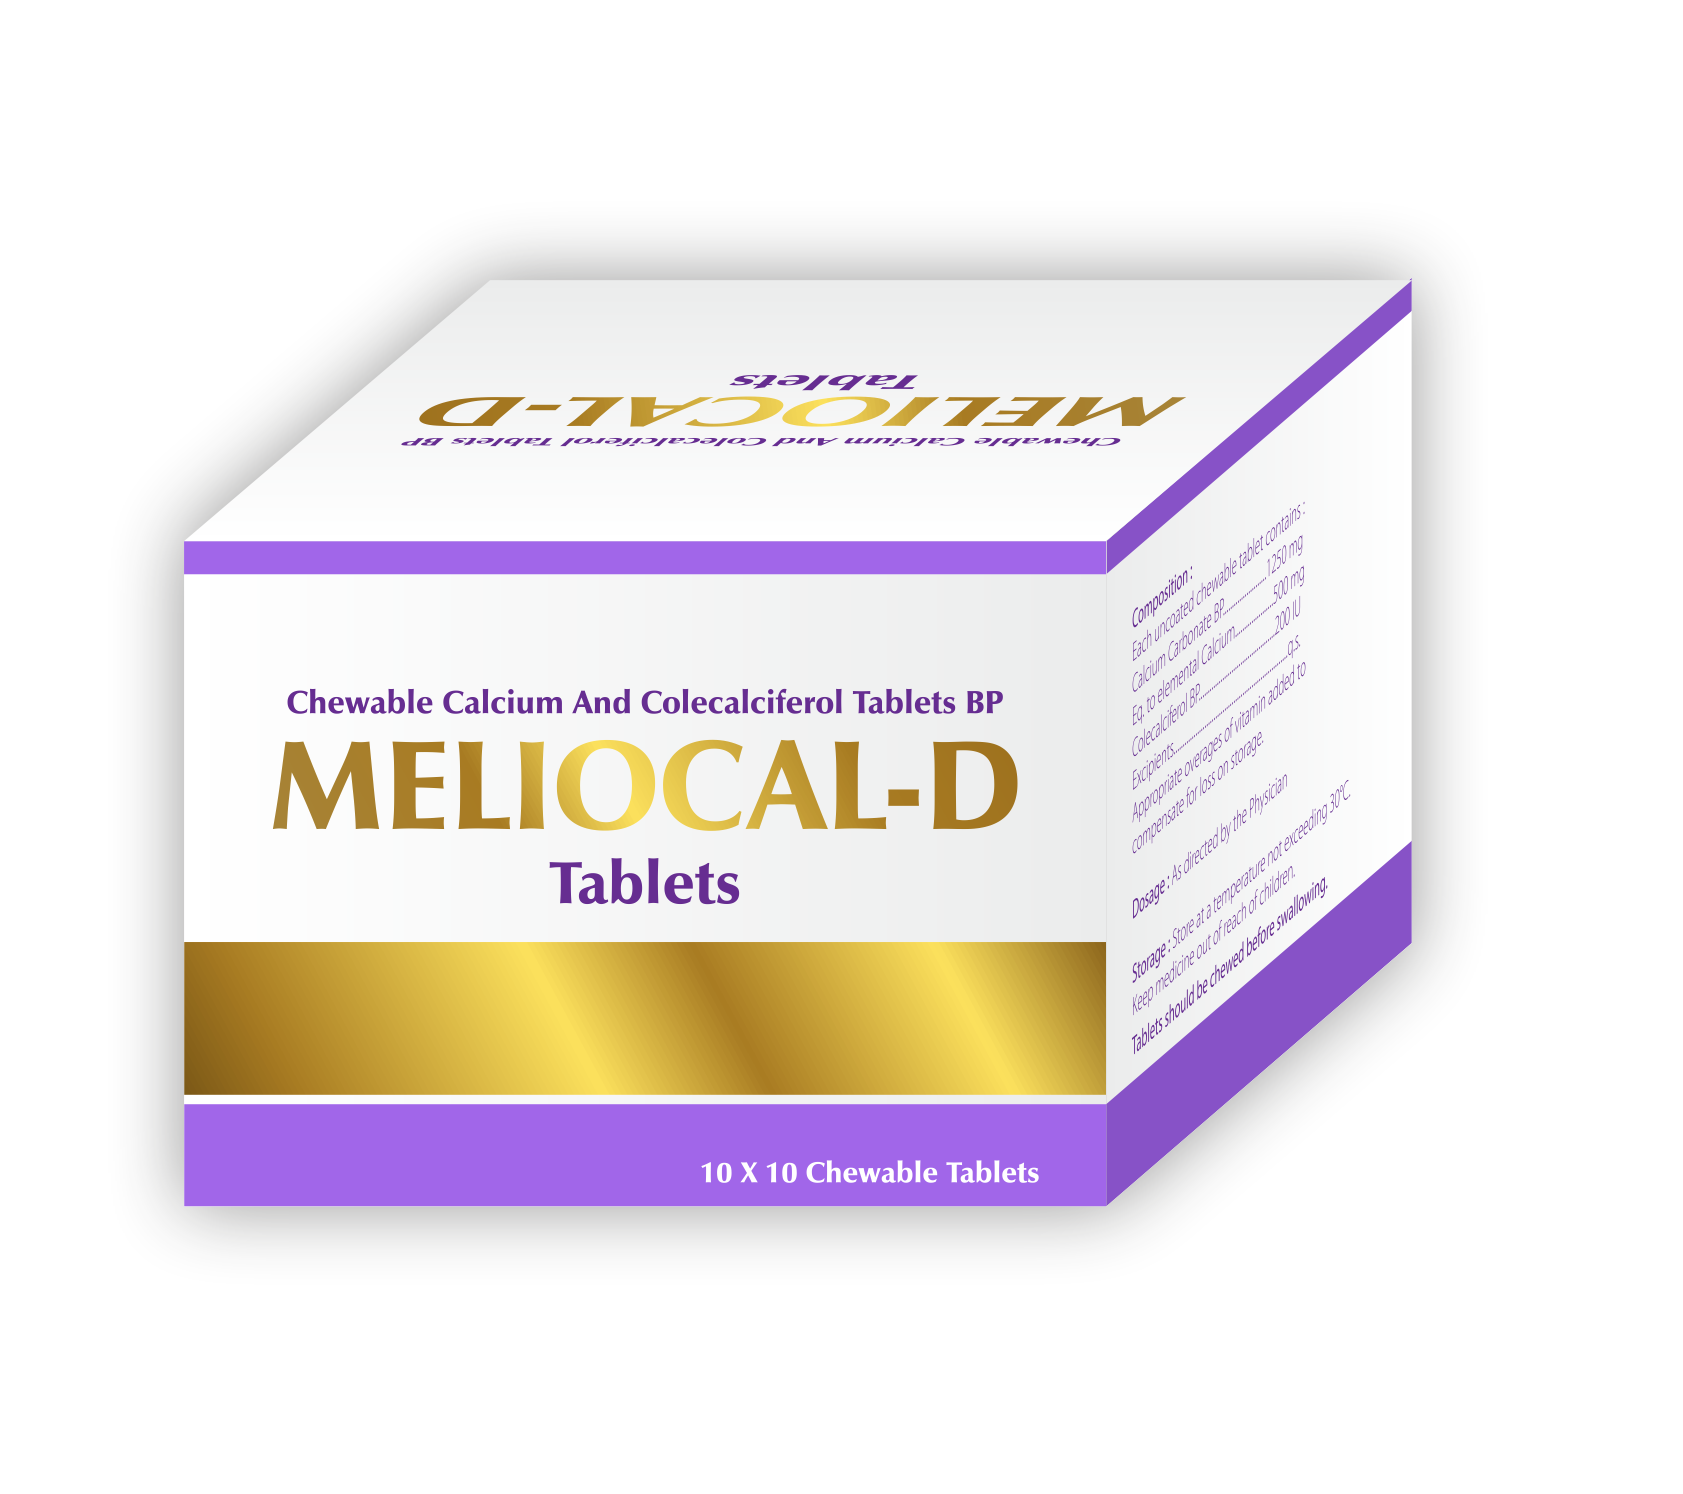 Tablets
MELIOCAL-D
Chewable Calcium And Colecalciferol Tablets BP
Chewable Calcium And Colecalciferol Tablets BP
MELIOCAL-D
Tablets
10 X 10 Chewable Tablets
Composition :
Each uncoated chewable tablet contains :
Calcium Carbonate BP................1250 mg
Eq. to elemental Calcium..............500 mg
Colecalciferol BP............................200 IU
Excipients.........................................q.s.
Appropriate overages of vitamin added to
compensate for loss on storage.
Dosage : As directed by the Physician
Storage : Store at a temperature not exceeding 30°C.
Keep medicine out of reach of children.
Tablets should be chewed before swallowing.